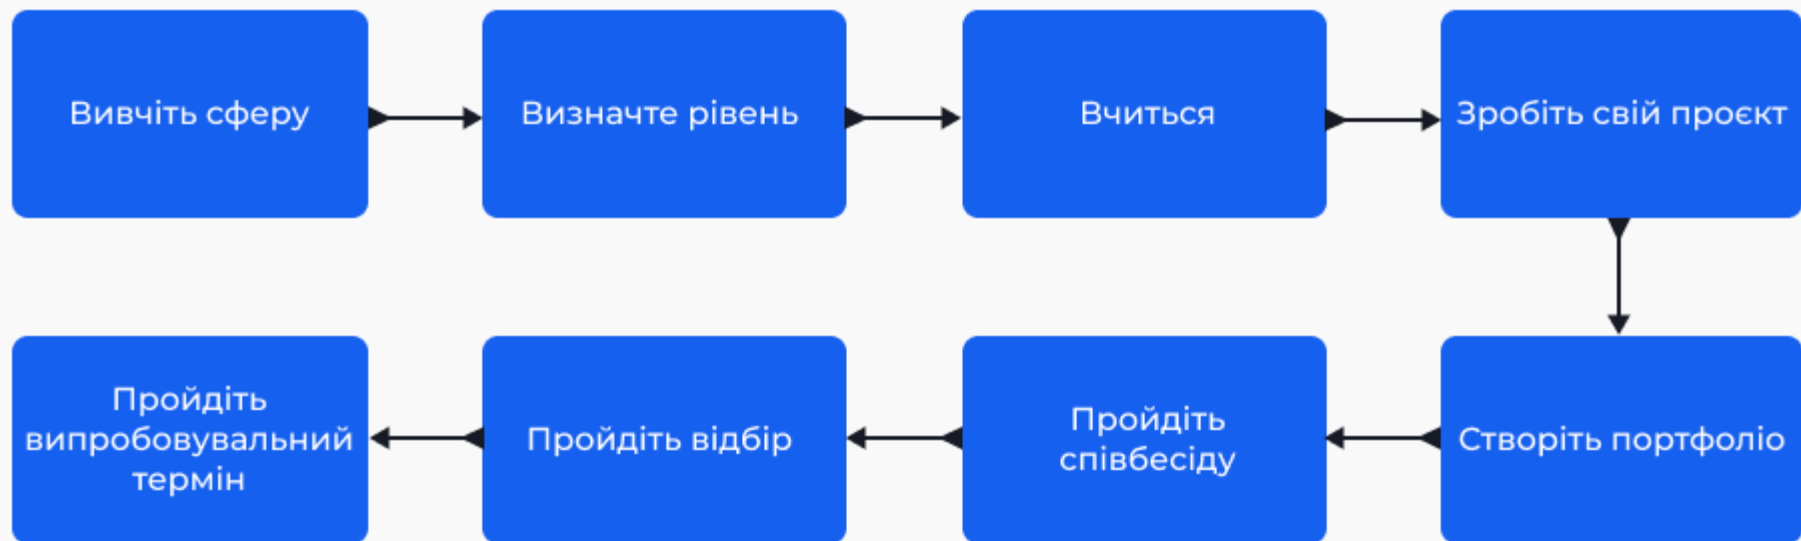 Вивчіть сферу
Визначте рівень
Вчиться
Зробіть свій проєкт
Створіть портфоліо
Пройдіть
співбесіду
Пройдіть відбір
Пройдіть
випробовувальний
термін